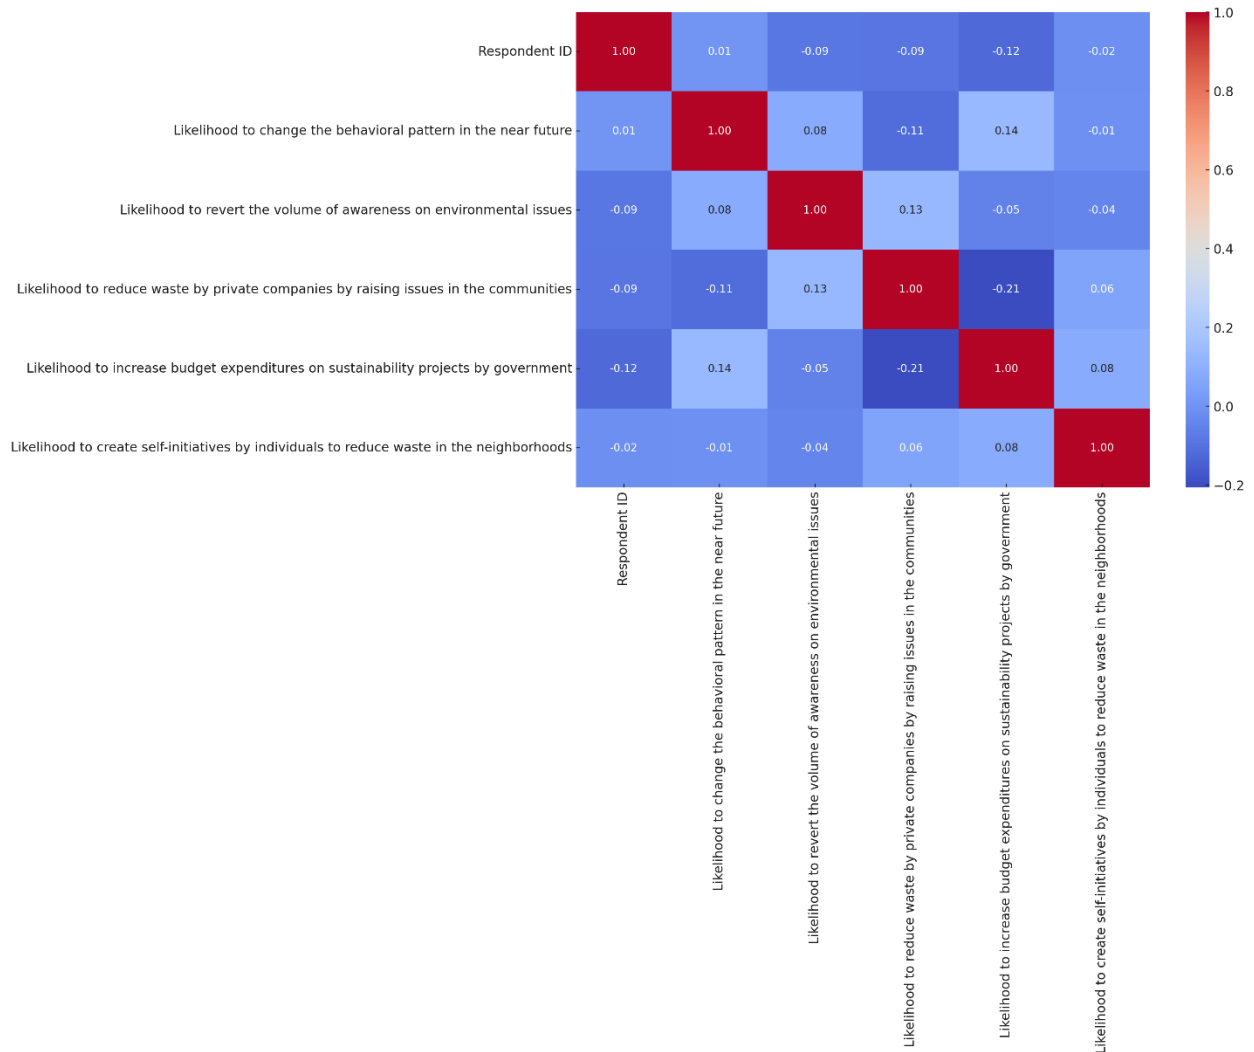 Respondent ID 1.00 0.01 -0.09 -0.09 -0.12 -0.02
Likelihood to change the behavioral pattern in the near future 0.01 1.00 0.08 -0.11 0.14 -0.01
Likelihood to revert the volume of awareness on environmental issues -0.09 0.08 1.00 0.13 -0.05 -0.04
Likelihood to reduce waste by private companies by raising issues in the communities -0.09 -0.11 0.13 1.00 -0.21 0.06
Likelihood to increase budget expenditures on sustainability projects by government -0.12 0.14 -0.05 -0.21 1.00 0.08
Likelihood to create self-initiatives by individuals to reduce waste in the neighborhoods -0.02 -0.01 -0.04 0.06 0.08 1.00
Respondent ID
Likelihood to change the behavioral pattern in the near future
Likelihood to revert the volume of awareness on environmental issues
Likelihood to reduce waste by private companies by raising issues in the communities
Likelihood to increase budget expenditures on sustainability projects by government
Likelihood to create self-initiatives by individuals to reduce waste in the neighborhoods
1.0
0.8
0.6
0.4
0.2
0.0
−0.2